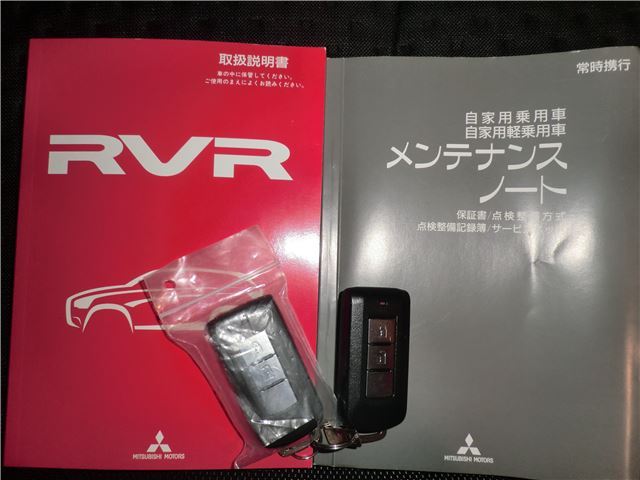 取扱説明書
車の中に保管してください。
ご使用のまえによくお読みください。
RVR
MITSUBISHI MOTORS
常時携行
自家用乗用車
自家用軽乗用車
メンテナンス
ノート
保証書/点検整備方式
点検整備記録簿/サービス
MITSUBISHI MOTORS